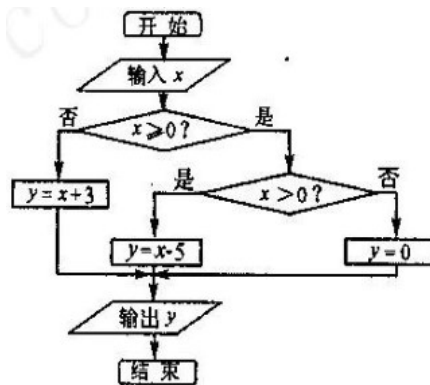 开始
输入 x
否
x⩾0?
是
y=x+3
是
x>0?
否
y=x-5
y=0
输出 y
结束